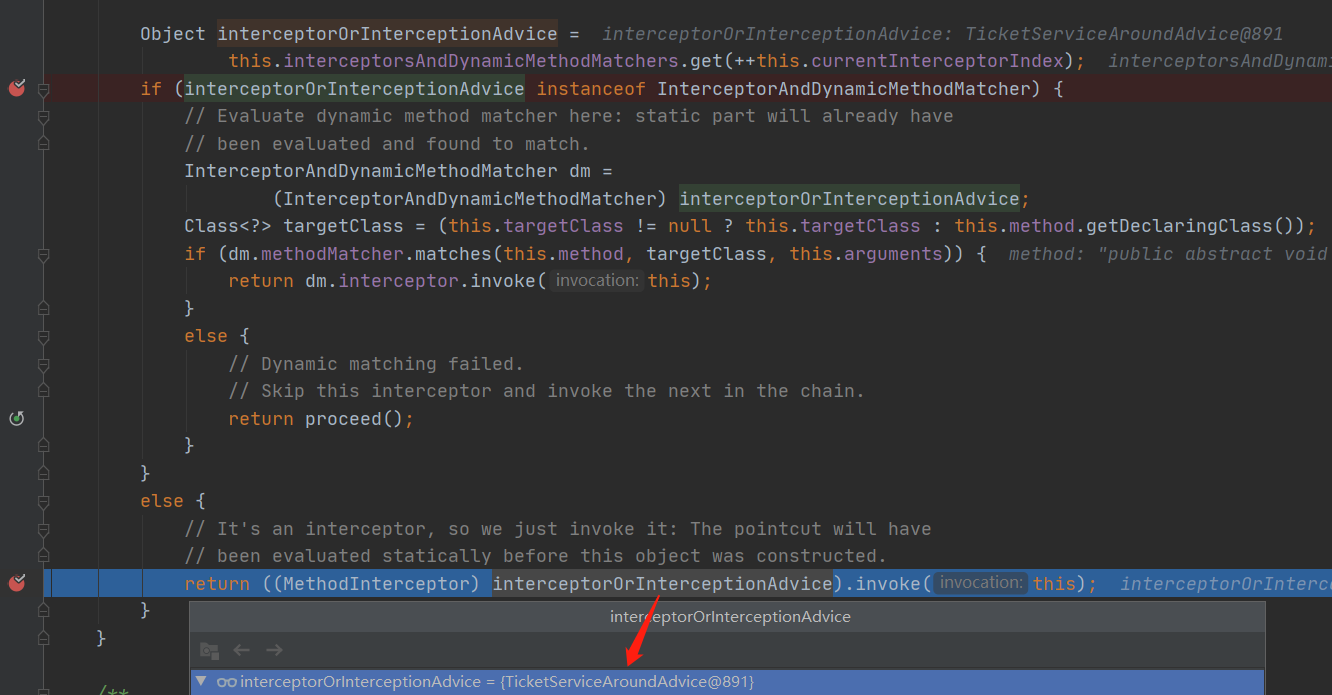 Object interceptorOrInterceptionAdvice = interceptorOrInterceptionAdvice: TicketServiceAroundAdvice@891
this.interceptorsAndDynamicMethodMatchers.get(++this.currentInterceptorIndex); interceptorsAndDynami
if (interceptorOrInterceptionAdvice instanceof InterceptorAndDynamicMethodMatcher) {
// Evaluate dynamic method matcher here: static part will already have
// been evaluated and found to match.
InterceptorAndDynamicMethodMatcher dm =
(InterceptorAndDynamicMethodMatcher) interceptorOrInterceptionAdvice;
Class<?> targetClass = (this.targetClass != null ? this.targetClass : this.method.getDeclaringClass());
if (dm.methodMatcher.matches(this.method, targetClass, this.arguments)) { method: "public abstract void
return dm.interceptor.invoke( invocation: this);
}
else {
// Dynamic matching failed.
// Skip this interceptor and invoke the next in the chain.
return proceed();
}
}
else {
// It's an interceptor, so we just invoke it: The pointcut will have
// been evaluated statically before this object was constructed.
return ((MethodInterceptor) interceptorOrInterceptionAdvice).invoke( invocation: this); interceptorOrInterce
}
interceptorOrInterceptionAdvice
}
interceptorOrInterceptionAdvice = {TicketServiceAroundAdvice@891}
/**